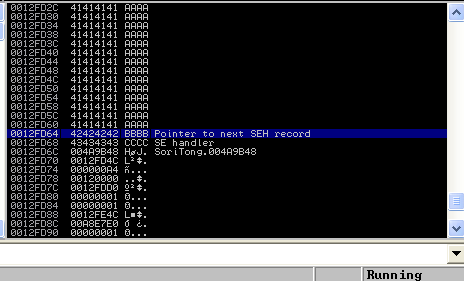 0012FD2C 41414141 AAAA
0012FD30 41414141 AAAA
0012FD34 41414141 AAAA
0012FD38 41414141 AAAA
0012FD3C 41414141 AAAA
0012FD40 41414141 AAAA
0012FD44 41414141 AAAA
0012FD48 41414141 AAAA
0012FD4C 41414141 AAAA
0012FD50 41414141 AAAA
0012FD54 41414141 AAAA
0012FD58 41414141 AAAA
0012FD5C 41414141 AAAA
0012FD60 41414141 AAAA
0012FD64 42424242 BBBB Pointer to next SEH record
0012FD68 43434343 CCCC SE handler
0012FD6C 004A9B48 HøJ. SoriTong.004A9B48
0012FD70 0012FD4C L²$.
0012FD74 000000A4 ñ...
0012FD78 00120000 ..$.
0012FD7C 0012FDD0 º²$.
0012FD80 00000001 0...
0012FD84 00000001 0...
0012FD88 0012FE4C L■$.
0012FD8C 00A8E7E0
0012FD90 00000001 0...
Running